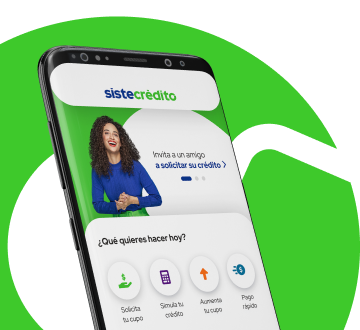 sistecrédito
Invita a un amigo
a solicitar su crédito
¿Qué quieres hacer hoy?
Solicita
tu cupo
Simula tu
crédito
Aumenta
tu cupo
Pago
rápido